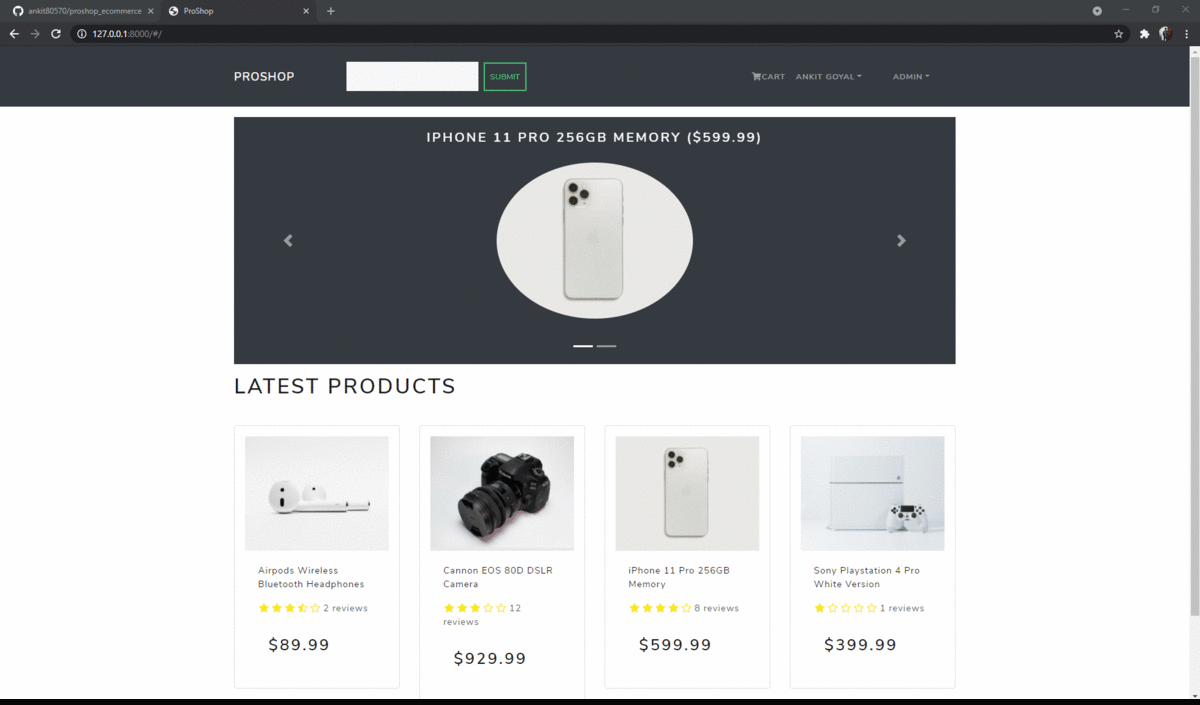 ankit80570/proshop_ecommerce
ProShop
127.0.0.1:8000/#/
PROSHOP
SUBMIT
CART
ANKIT GOYAL
ADMIN
IPHONE 11 PRO 256GB MEMORY ($599.99)
LATEST PRODUCTS
Airpods Wireless
Bluetooth Headphones
2 reviews
$89.99
Cannon EOS 80D DSLR
Camera
12
reviews
$929.99
iPhone 11 Pro 256GB
Memory
8 reviews
$599.99
Sony Playstation 4 Pro
White Version
1 reviews
$399.99